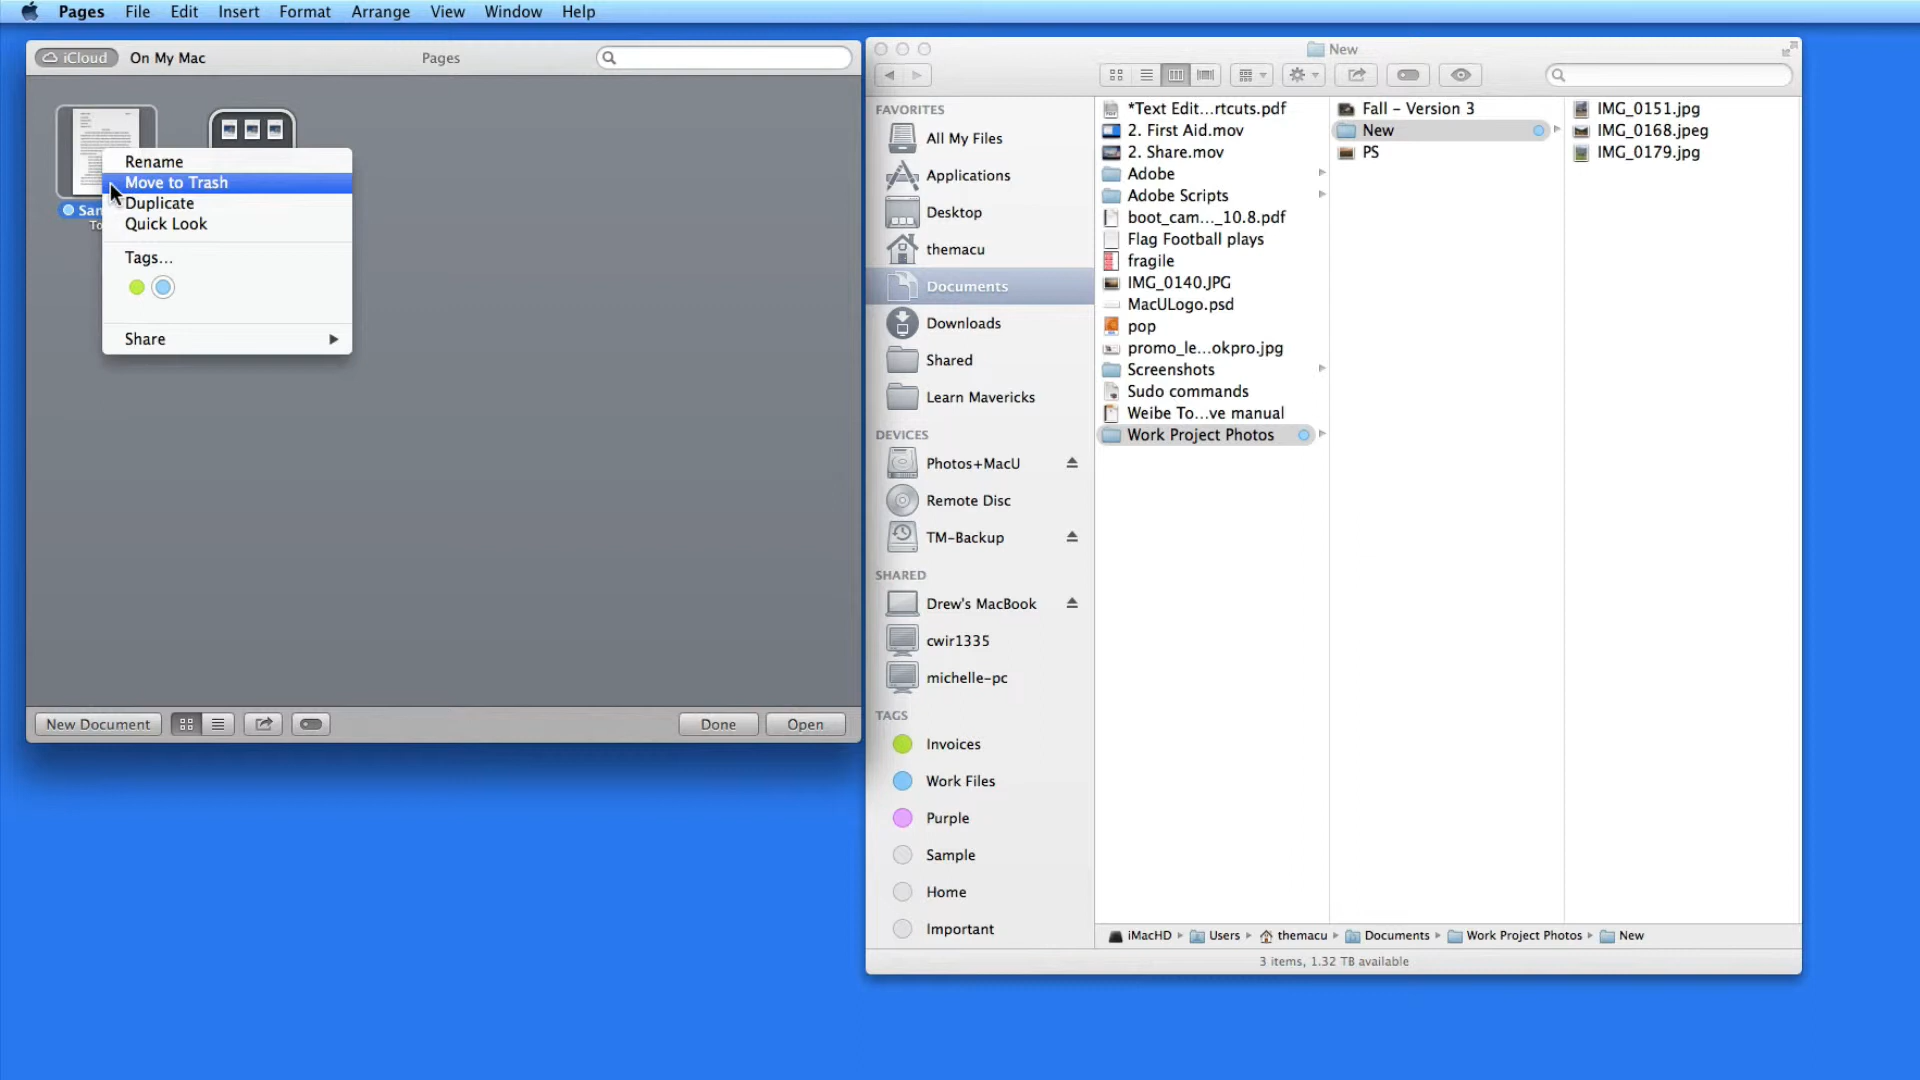 Pages File Edit Insert Format Arrange View Window Help
iCloud On My Mac Pages
Rename
Move to Trash
Duplicate
Quick Look
Tags...
Share
New Document Done Open
New
FAVORITES
All My Files
Applications
Desktop
themacu
Documents
Downloads
Shared
Learn Mavericks
DEVICES
Photos+MacU
Remote Disc
TM-Backup
SHARED
Drew's MacBook
cwir1335
michelle-pc
TAGS
Invoices
Work Files
Purple
Sample
Home
Important
*Text Edit...rtcuts.pdf
2. First Aid.mov
2. Share.mov
Adobe
Adobe Scripts
boot_cam..._10.8.pdf
Flag Football plays
fragile
IMG_0140.JPG
MacULogo.psd
pop
promo_le...okpro.jpg
Screenshots
Sudo commands
Weibe To...ve manual
Work Project Photos
Fall - Version 3
New
PS
IMG_0151.jpg
IMG_0168.jpeg
IMG_0179.jpg
iMacHD Users themacu Documents Work Project Photos New
3 items, 1.32 TB available